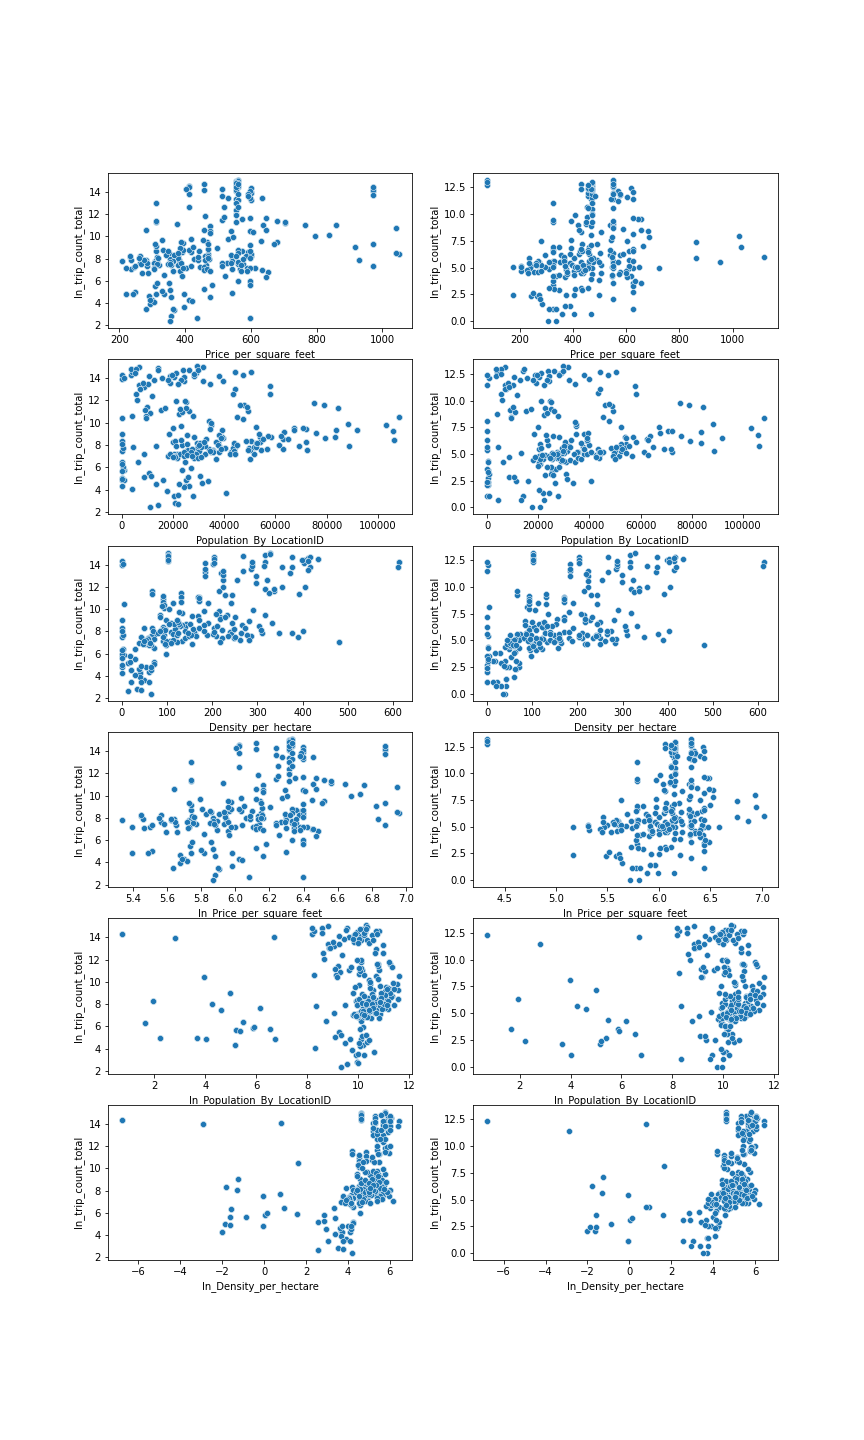 ln_trip_count_total
14
12
10
8
6
4
2
200 400 600 800 1000
Price_per_square_feet
ln_trip_count_total
12.5
10.0
7.5
5.0
2.5
0.0
200 400 600 800 1000
Price_per_square_feet
ln_trip_count_total
14
12
10
8
6
4
2
0 20000 40000 60000 80000 100000
Population_By_LocationID
ln_trip_count_total
12.5
10.0
7.5
5.0
2.5
0.0
0 20000 40000 60000 80000 100000
Population_By_LocationID
ln_trip_count_total
14
12
10
8
6
4
2
0 100 200 300 400 500 600
Density_per_hectare
ln_trip_count_total
12.5
10.0
7.5
5.0
2.5
0.0
0 100 200 300 400 500 600
Density_per_hectare
ln_trip_count_total
14
12
10
8
6
4
2
5.4 5.6 5.8 6.0 6.2 6.4 6.6 6.8 7.0
ln_Price_per_square_feet
ln_trip_count_total
12.5
10.0
7.5
5.0
2.5
0.0
4.5 5.0 5.5 6.0 6.5 7.0
ln_Price_per_square_feet
ln_trip_count_total
14
12
10
8
6
4
2
2 4 6 8 10 12
ln_Population_By_LocationID
ln_trip_count_total
12.5
10.0
7.5
5.0
2.5
0.0
2 4 6 8 10 12
ln_Population_By_LocationID
ln_trip_count_total
14
12
10
8
6
4
2
−6 −4 −2 0 2 4 6
ln_Density_per_hectare
ln_trip_count_total
12.5
10.0
7.5
5.0
2.5
0.0
−6 −4 −2 0 2 4 6
ln_Density_per_hectare